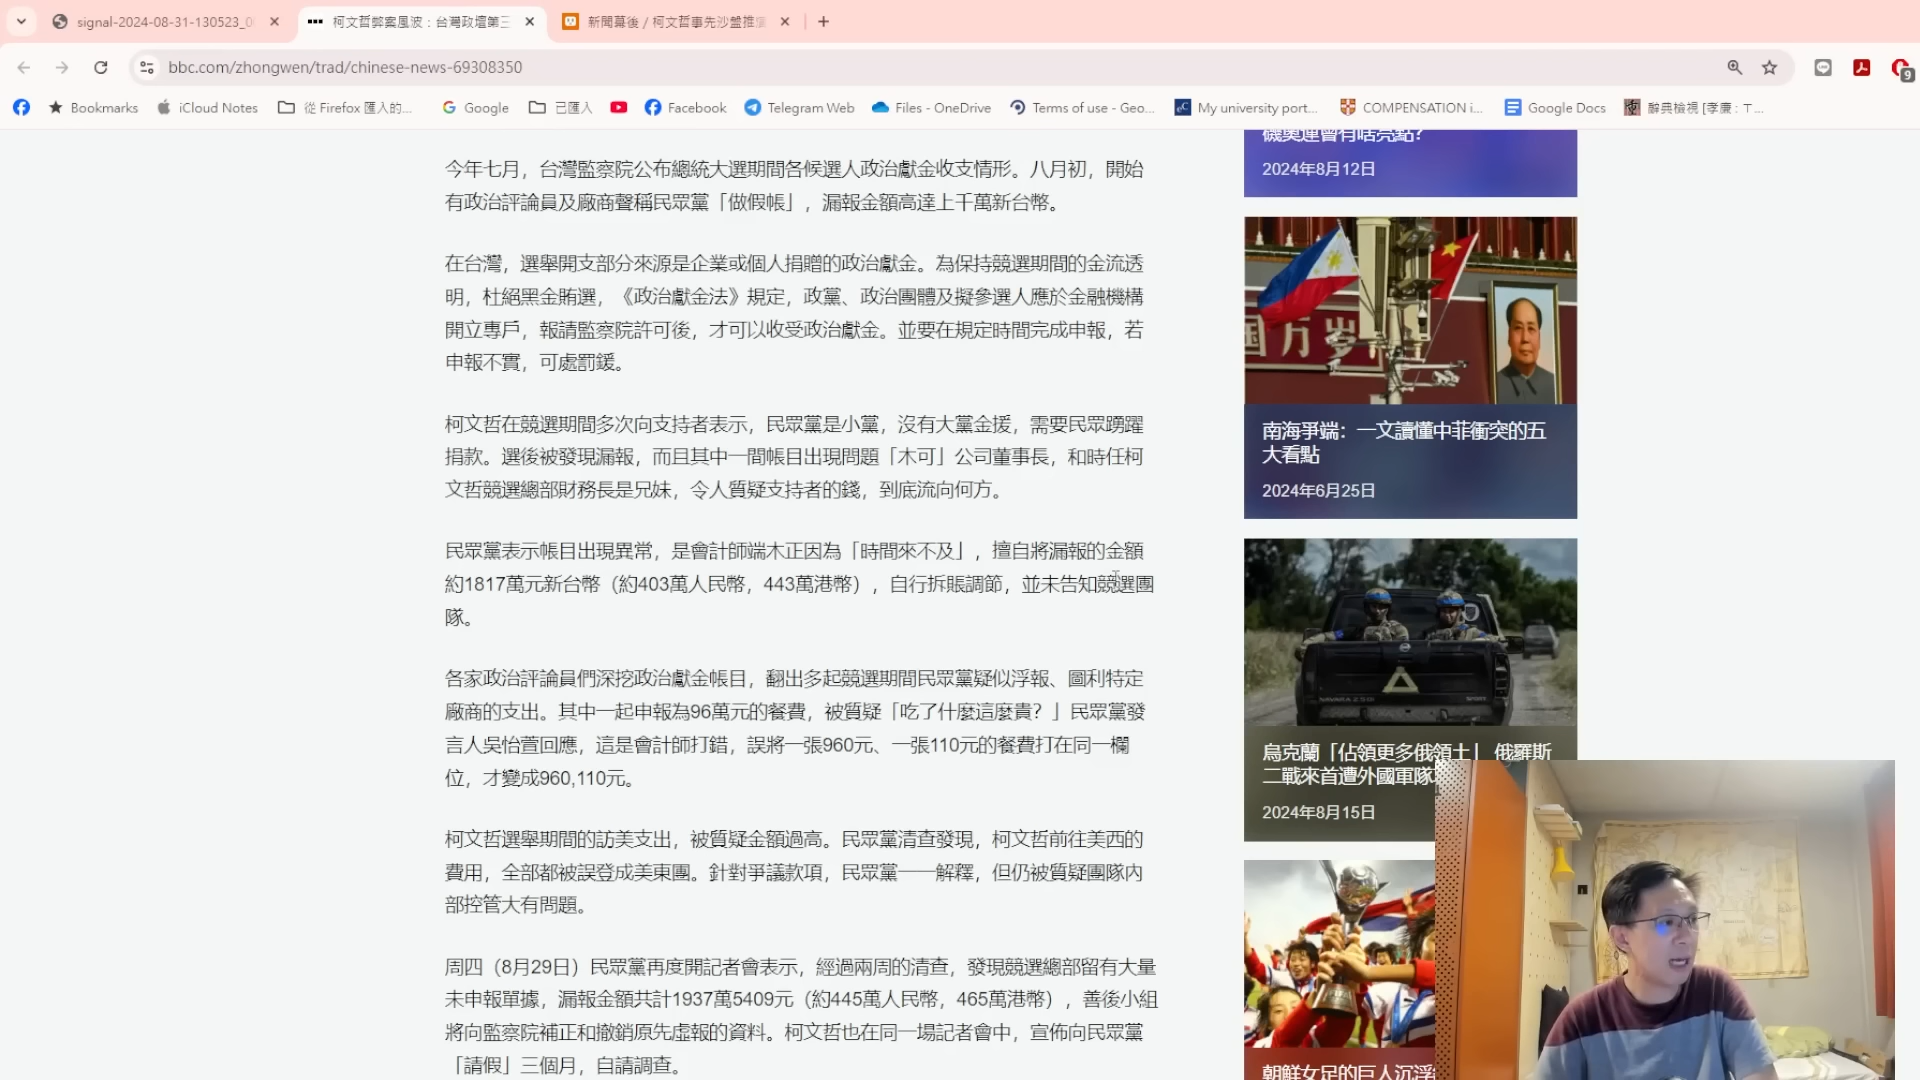 signal-2024-08-31-130523_0
柯文哲弊案風波：台灣政壇第三
新聞幕後 / 柯文哲事先沙盤推
bbc.com/zhongwen/trad/chinese-news-69308350
9
Bookmarks
iCloud Notes
從 Firefox 匯入的...
Google
已匯入
Facebook
Telegram Web
Files - OneDrive
Terms of use - Geo...
My university port...
COMPENSATION i...
Google Docs
辭典檢視 [孝廉 : ㄒ...
今年七月，台灣監察院公布總統大選期間各候選人政治獻金收支情形。八月初，開始
有政治評論員及廠商聲稱民眾黨「做假帳」，漏報金額高達上千萬新台幣。
在台灣，選舉開支部分來源是企業或個人捐贈的政治獻金。為保持競選期間的金流透
明，杜絕黑金賄選，《政治獻金法》規定，政黨、政治團體及擬參選人應於金融機構
開立專戶，報請監察院許可後，才可以收受政治獻金。並要在規定時間完成申報，若
申報不實，可處罰鍰。
柯文哲在競選期間多次向支持者表示，民眾黨是小黨，沒有大黨金援，需要民眾踴躍
捐款。選後被發現漏報，而且其中一間帳目出現問題「木可」公司董事長，和時任柯
文哲競選總部財務長是兄妹，令人質疑支持者的錢，到底流向何方。
民眾黨表示帳目出現異常，是會計師端木正因為「時間來不及」，擅自將漏報的金額
約1817萬元新台幣（約403萬人民幣，443萬港幣），自行拆賬調節，並未告知競選團
隊。
各家政治評論員們深挖政治獻金帳目，翻出多起競選期間民眾黨疑似浮報、圖利特定
廠商的支出。其中一起申報為96萬元的餐費，被質疑「吃了什麼這麼貴？」民眾黨發
言人吳怡萱回應，這是會計師打錯，誤將一張960元、一張110元的餐費打在同一欄
位，才變成960,110元。
柯文哲選舉期間的訪美支出，被質疑金額過高。民眾黨清查發現，柯文哲前往美西的
費用，全部都被誤登成美東團。針對爭議款項，民眾黨一一解釋，但仍被質疑團隊內
部控管大有問題。
周四（8月29日）民眾黨再度開記者會表示，經過兩周的清查，發現競選總部留有大量
未申報單據，漏報金額共計1937萬5409元（約445萬人民幣，465萬港幣），善後小組
將向監察院補正和撤銷原先虛報的資料。柯文哲也在同一場記者會中，宣佈向民眾黨
「請假」三個月，自請調查。
磯奧運會有啥亮點?
2024年8月12日
国万岁
南海爭端：一文讀懂中菲衝突的五
大看點
2024年6月25日
烏克蘭「佔領更多俄領土」 俄羅斯
二戰來首遭外國軍隊
2024年8月15日
朝鮮女足的巨人沉浮